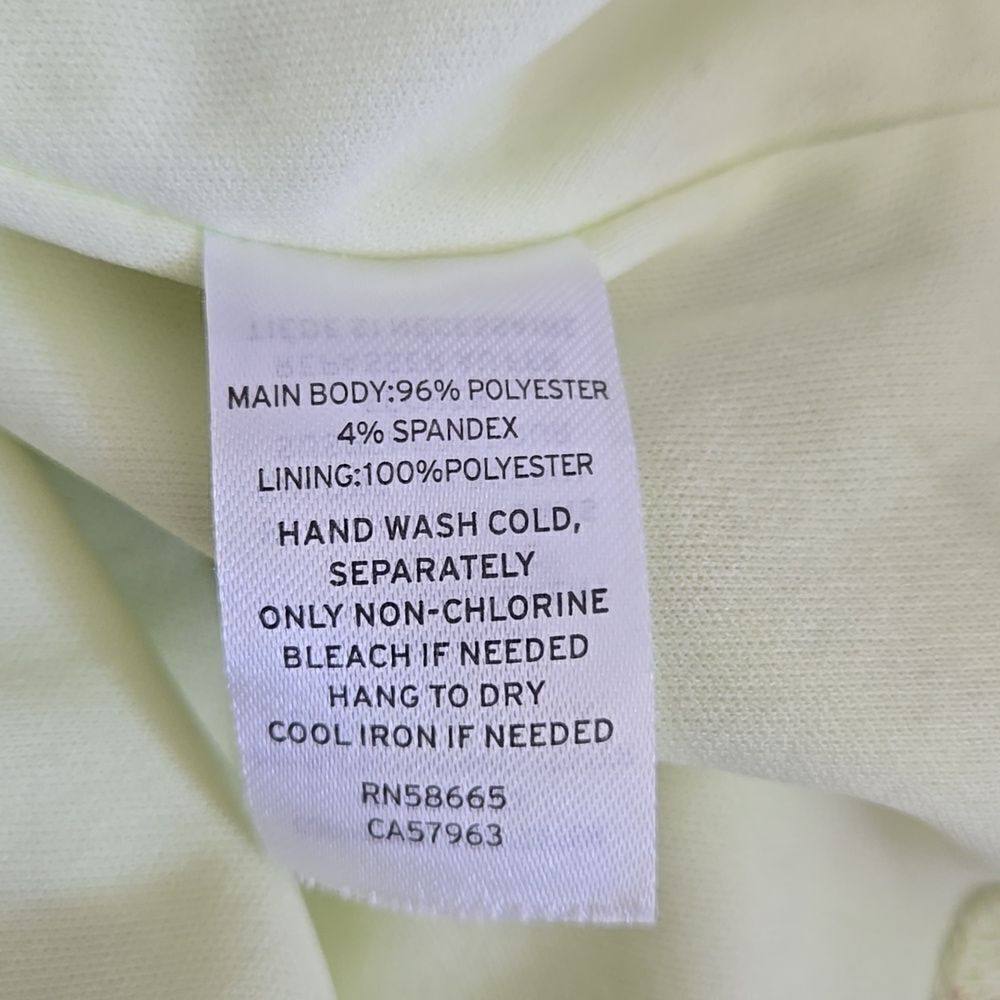 MAIN BODY:96% POLYESTER
4% SPANDEX
LINING:100%POLYESTER
HAND WASH COLD,
SEPARATELY
ONLY NON-CHLORINE
BLEACH IF NEEDED
HANG TO DRY
COOL IRON IF NEEDED
RN58665
CA57963